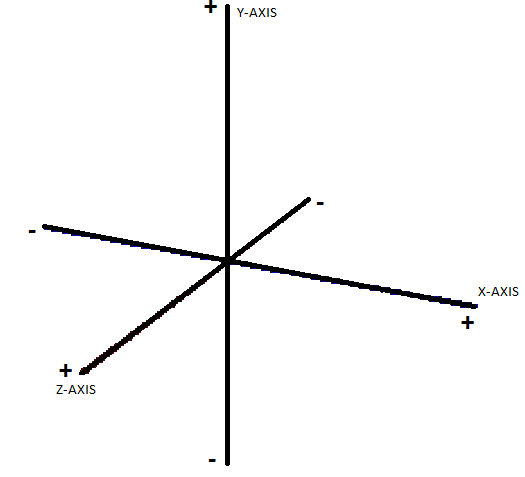 + Y-AXIS
-
-
X-AXIS
+
+
Z-AXIS
-